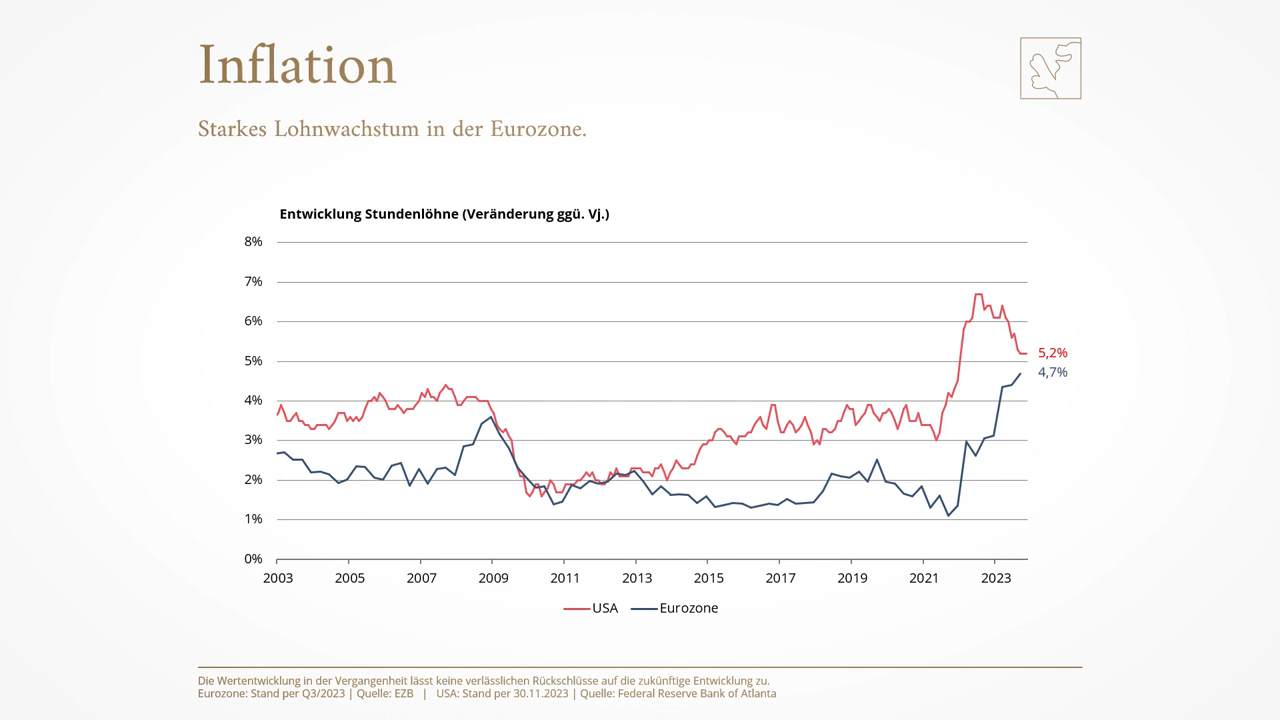 Inflation
Starkes Lohnwachstum in der Eurozone.
Entwicklung Stundenlöhne (Veränderung ggü. Vj.)
8%
7%
6%
5%
4%
3%
2%
1%
0%
5,2%
4,7%
2003 2005 2007 2009 2011 2013 2015 2017 2019 2021 2023
USA Eurozone
Die Wertentwicklung in der Vergangenheit lässt keine verlässlichen Rückschlüsse auf die zukünftige Entwicklung zu.
Eurozone: Stand per Q3/2023 | Quelle: EZB | USA: Stand per 30.11.2023 | Quelle: Federal Reserve Bank of Atlanta